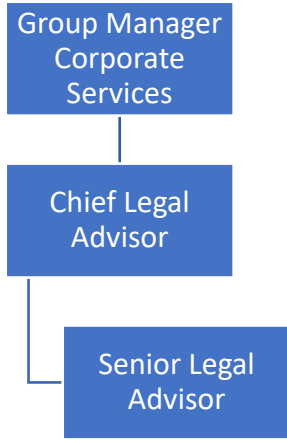 Group Manager
Corporate
Services
Chief Legal
Advisor
Senior Legal
Advisor